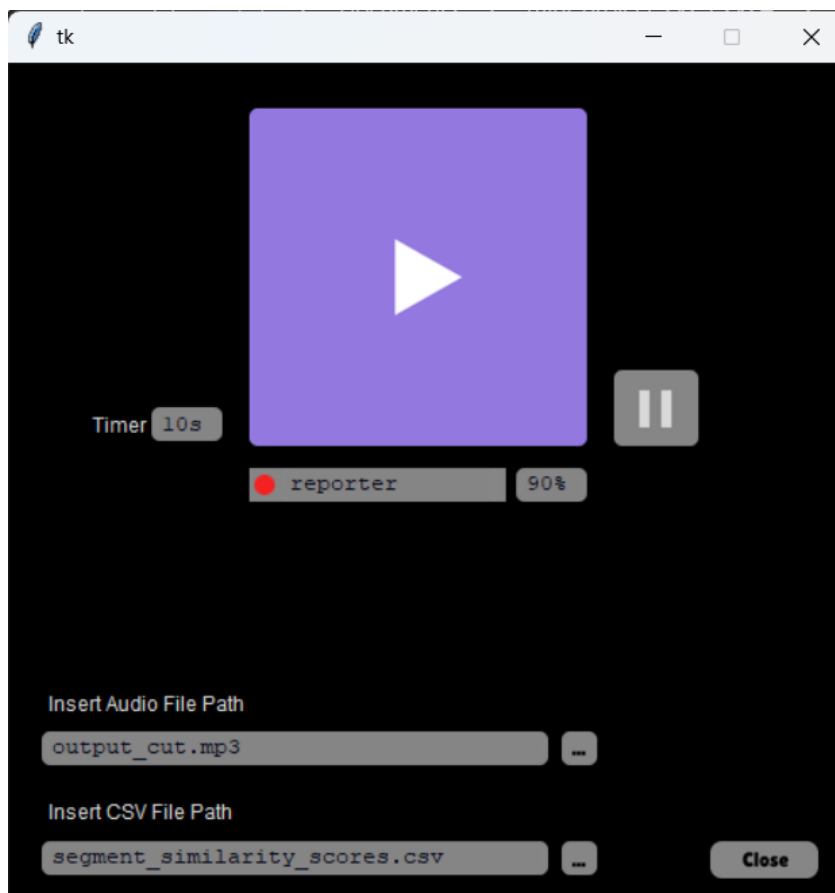 tk
Timer 10s
reporter 90%
Insert Audio File Path
output_cut.mp3 ...
Insert CSV File Path
segment_similarity_scores.csv ... Close